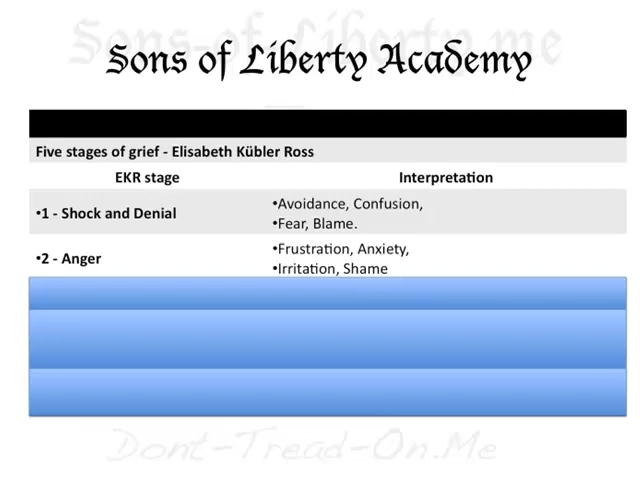 Sons-of-Liberty.me
Sons of Liberty Academy
Five stages of grief - Elisabeth Kübler Ross
EKR stage Interpretation
•1 - Shock and Denial
•Avoidance, Confusion,
•Fear, Blame.
•2 - Anger
•Frustration, Anxiety,
•Irritation, Shame
Dont-Tread-On.Me